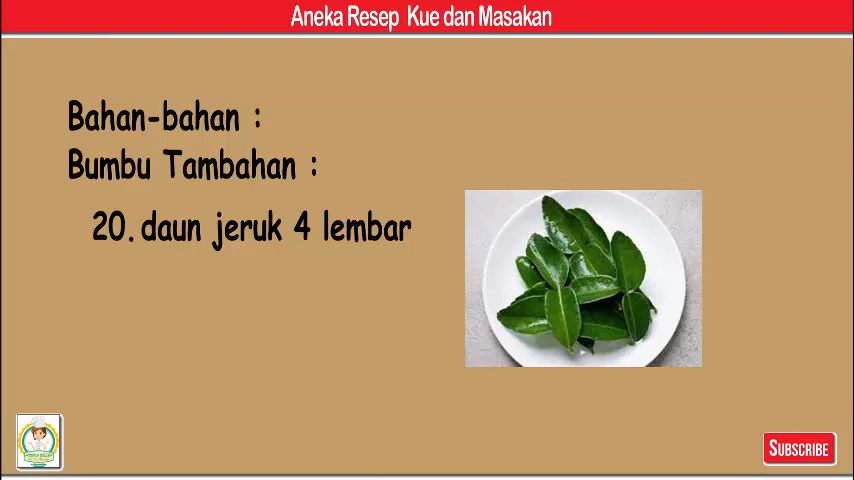 Aneka Resep Kue dan Masakan
Bahan-bahan :
Bumbu Tambahan :
20. daun jeruk 4 lembar
SUBSCRIBE